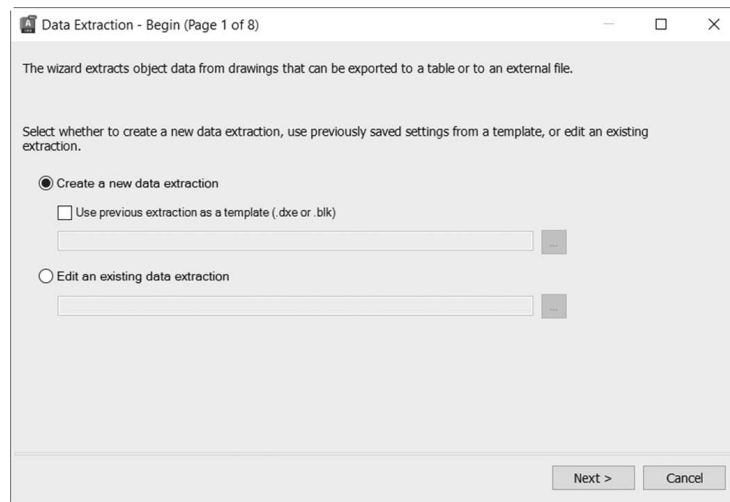 Data Extraction - Begin (Page 1 of 8)
The wizard extracts object data from drawings that can be exported to a table or to an external file.
Select whether to create a new data extraction, use previously saved settings from a template, or edit an existing
extraction.
Create a new data extraction
Use previous extraction as a template (.dxe or .blk)
...
Edit an existing data extraction
...
Next >
Cancel